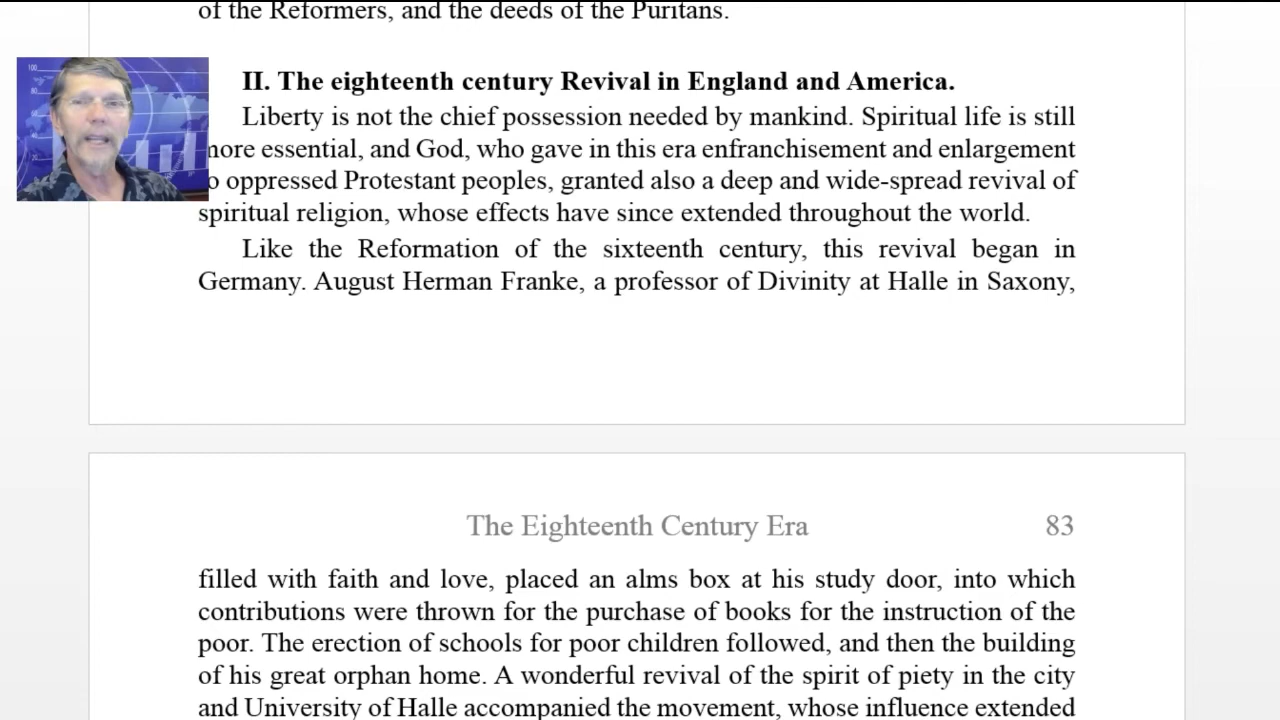 of the Reformers, and the deeds of the Puritans.
II. The eighteenth century Revival in England and America.
Liberty is not the chief possession needed by mankind. Spiritual life is still
more essential, and God, who gave in this era enfranchisement and enlargement
oppressed Protestant peoples, granted also a deep and wide-spread revival of
spiritual religion, whose effects have since extended throughout the world.
Like the Reformation of the sixteenth century, this revival began in
Germany. August Herman Franke, a professor of Divinity at Halle in Saxony,
The Eighteenth Century Era 83
filled with faith and love, placed an alms box at his study door, into which
contributions were thrown for the purchase of books for the instruction of the
poor. The erection of schools for poor children followed, and then the building
of his great orphan home. A wonderful revival of the spirit of piety in the city
and University of Halle accompanied the movement, whose influence extended